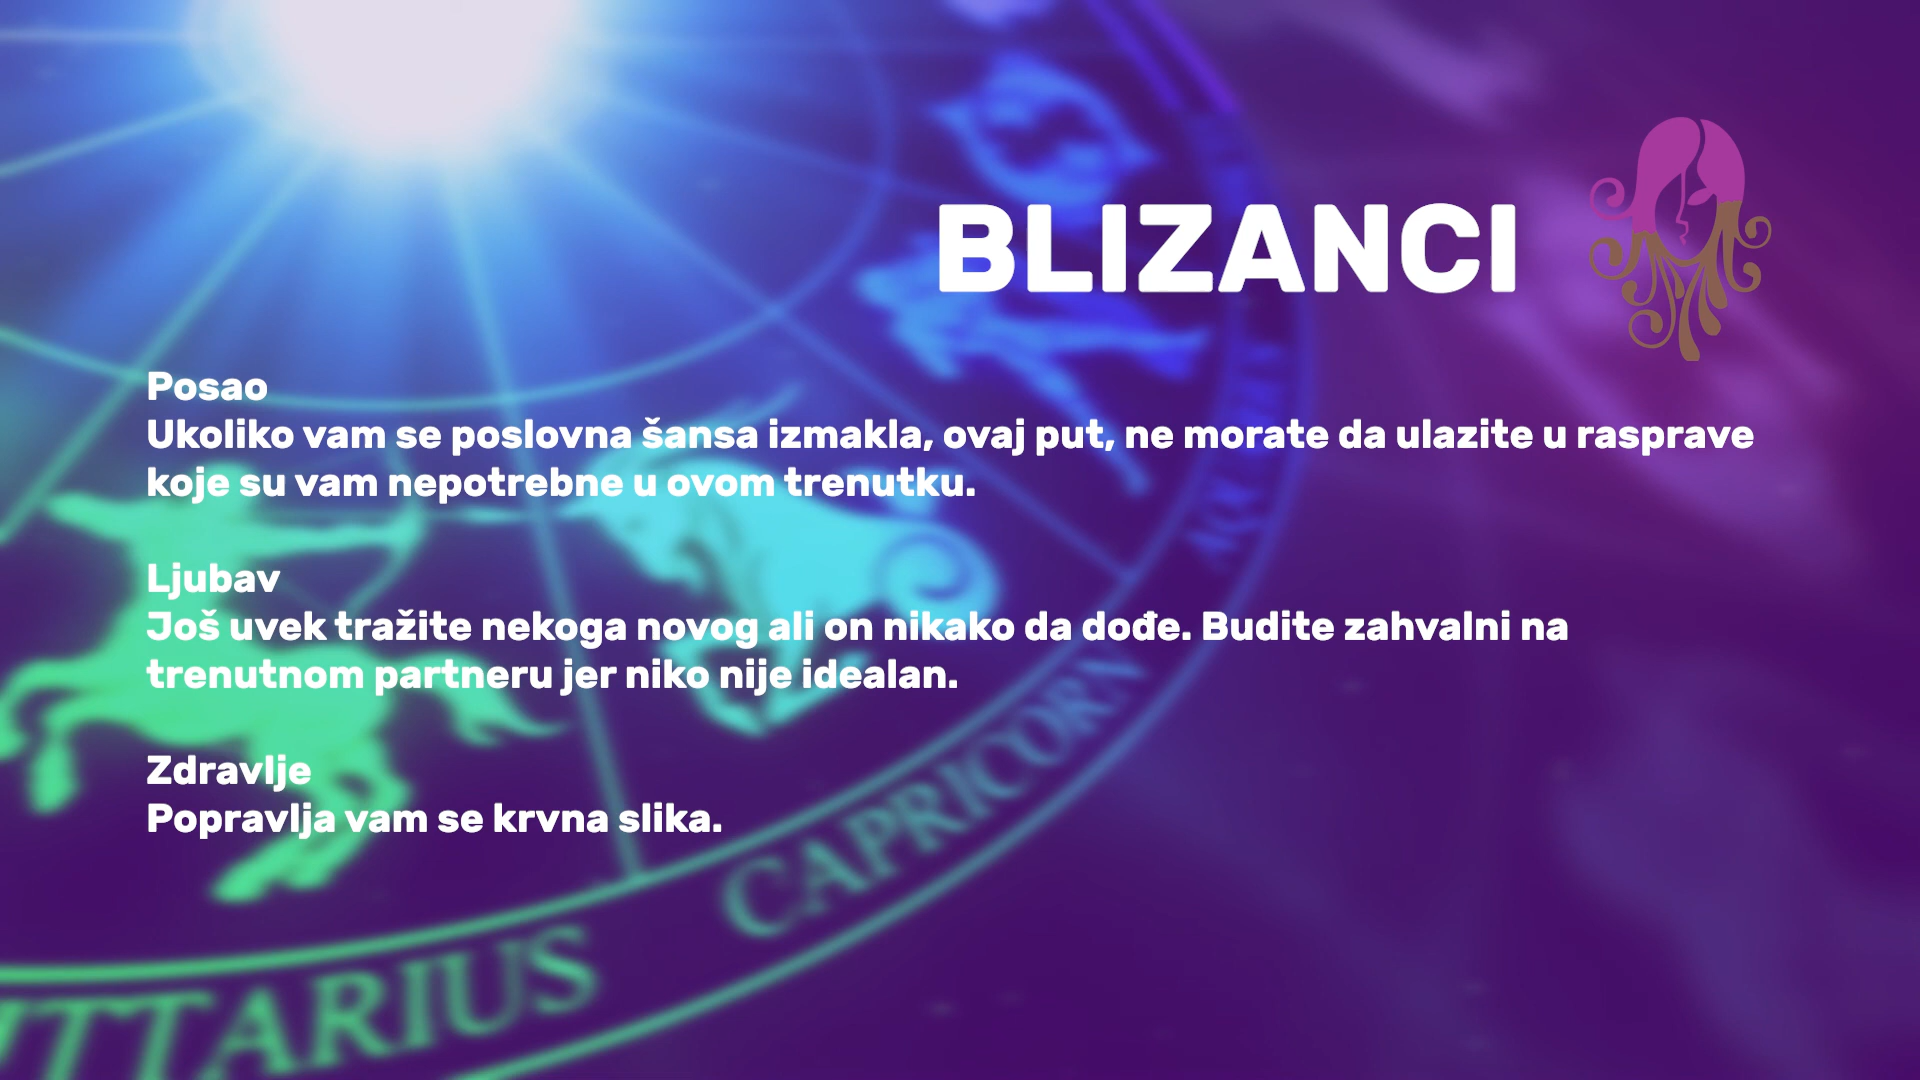 BLIZANCI
Posao
Ukoliko vam se poslovna šansa izmakla, ovaj put, ne morate da ulazite u rasprave
koje su vam nepotrebne u ovom trenutku.
Ljubav
Još uvek tražite nekoga novog ali on nikako da dođe. Budite zahvalni na
trenutnom partneru jer niko nije idealan.
Zdravlje
Popravlja vam se krvna slika.
CAPRICORN